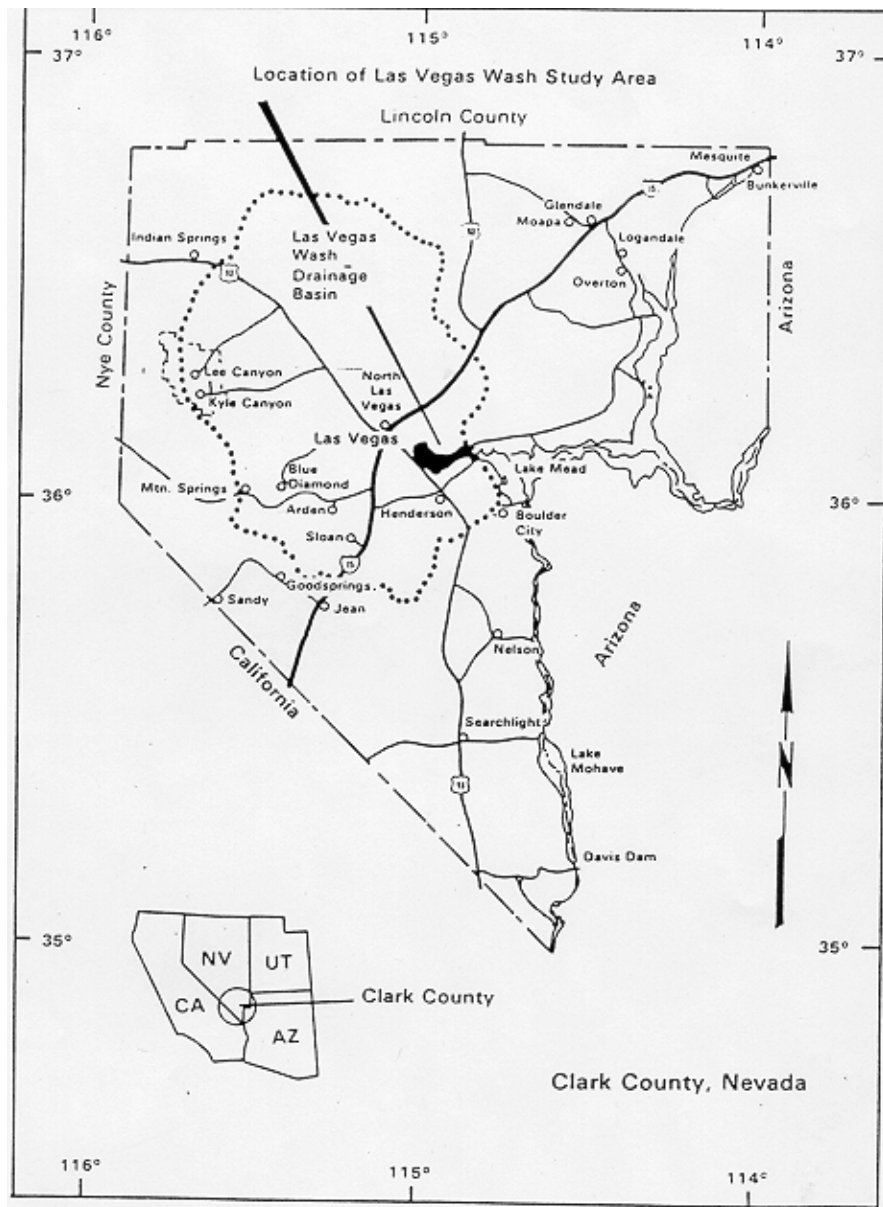 116°
115°
114°
37°
37°
Location of Las Vegas Wash Study Area
Lincoln County
Mesquite
Bunkerville
15
Glendale
Moapa
Indian Springs
Las Vegas
Wash
Drainage
Basin
Logandale
Overton
Nye County
Arizona
Lee Canyon
Kyle Canyon
North
Las
Vegas
Las Vegas
Blue
Diamond
Lake Mead
Mtn. Springs
36°
36°
Arden
Henderson
Boulder
City
Sloan
15
Goodsprings
Sandy
Jean
Nelson
Arizona
California
Searchlight
Lake
Mohave
N
Davis Dam
35°
35°
NV
UT
CA
AZ
Clark County
Clark County, Nevada
116°
115°
114°